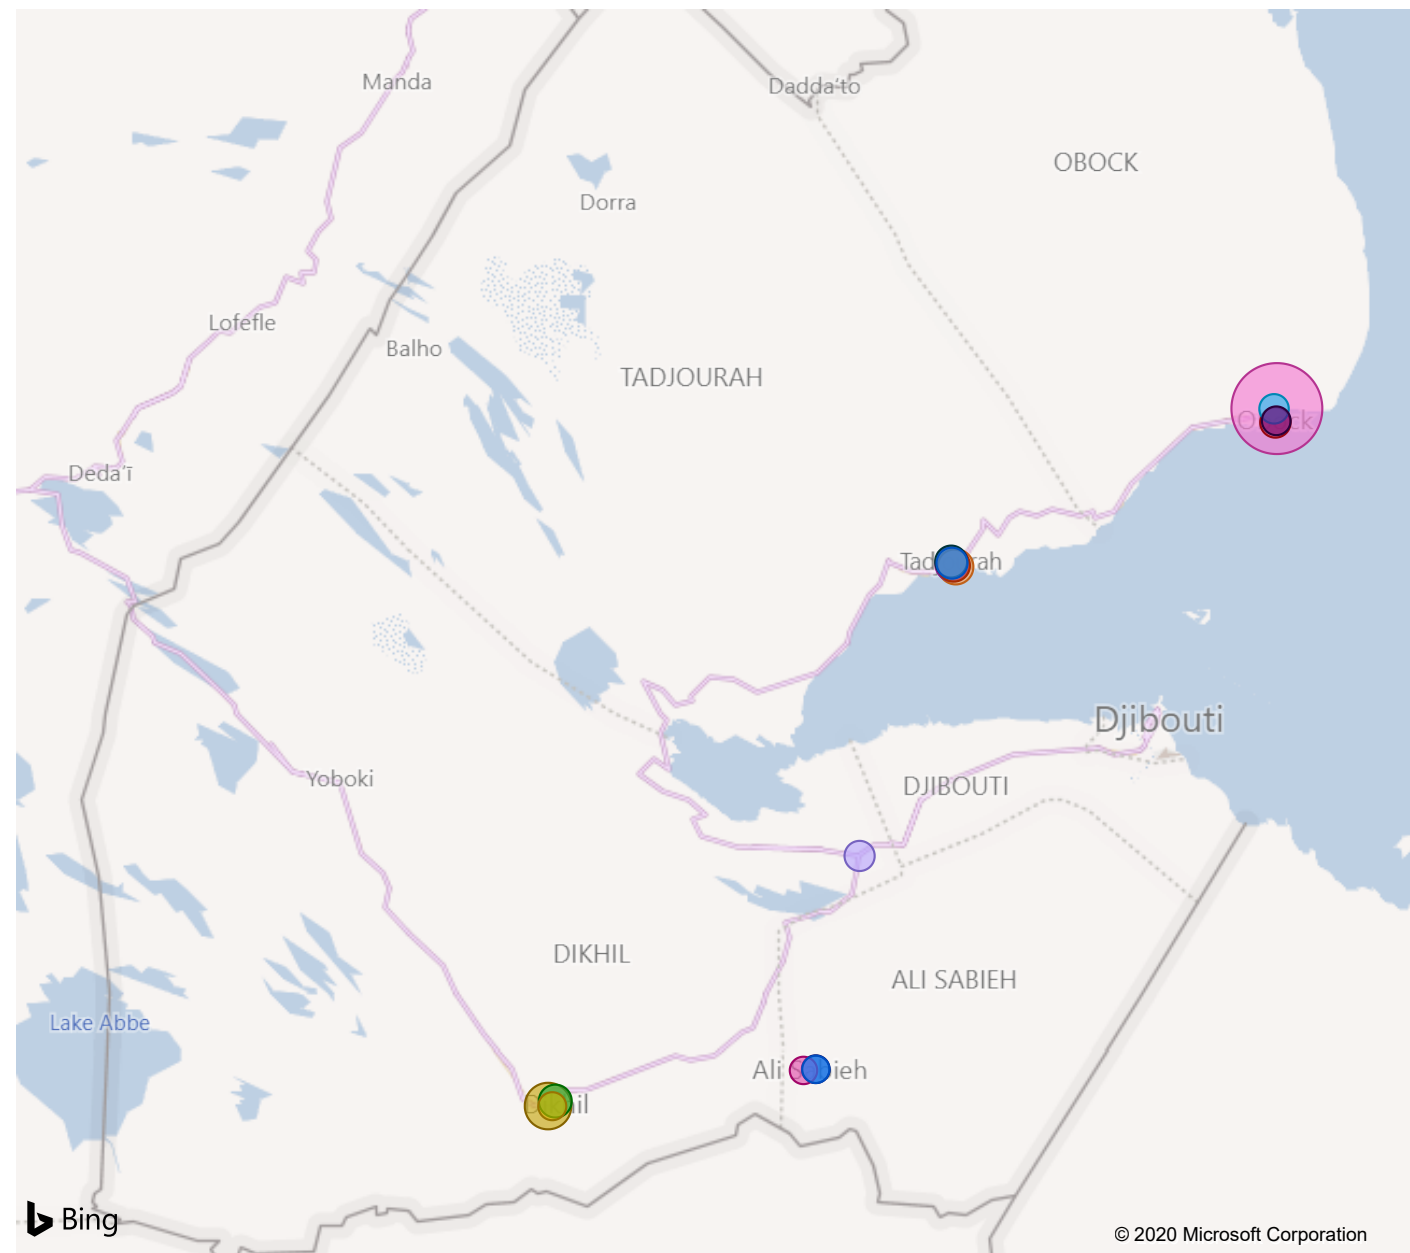 Manda
Dadda‘to
OBOCK
Dorra
Lofefle
Balho
TADJOURAH
Deda‘ī
Djibouti
Yoboki
DJIBOUTI
DIKHIL
ALI SABIEH
Lake Abbe
Bing
© 2020 Microsoft Corporation